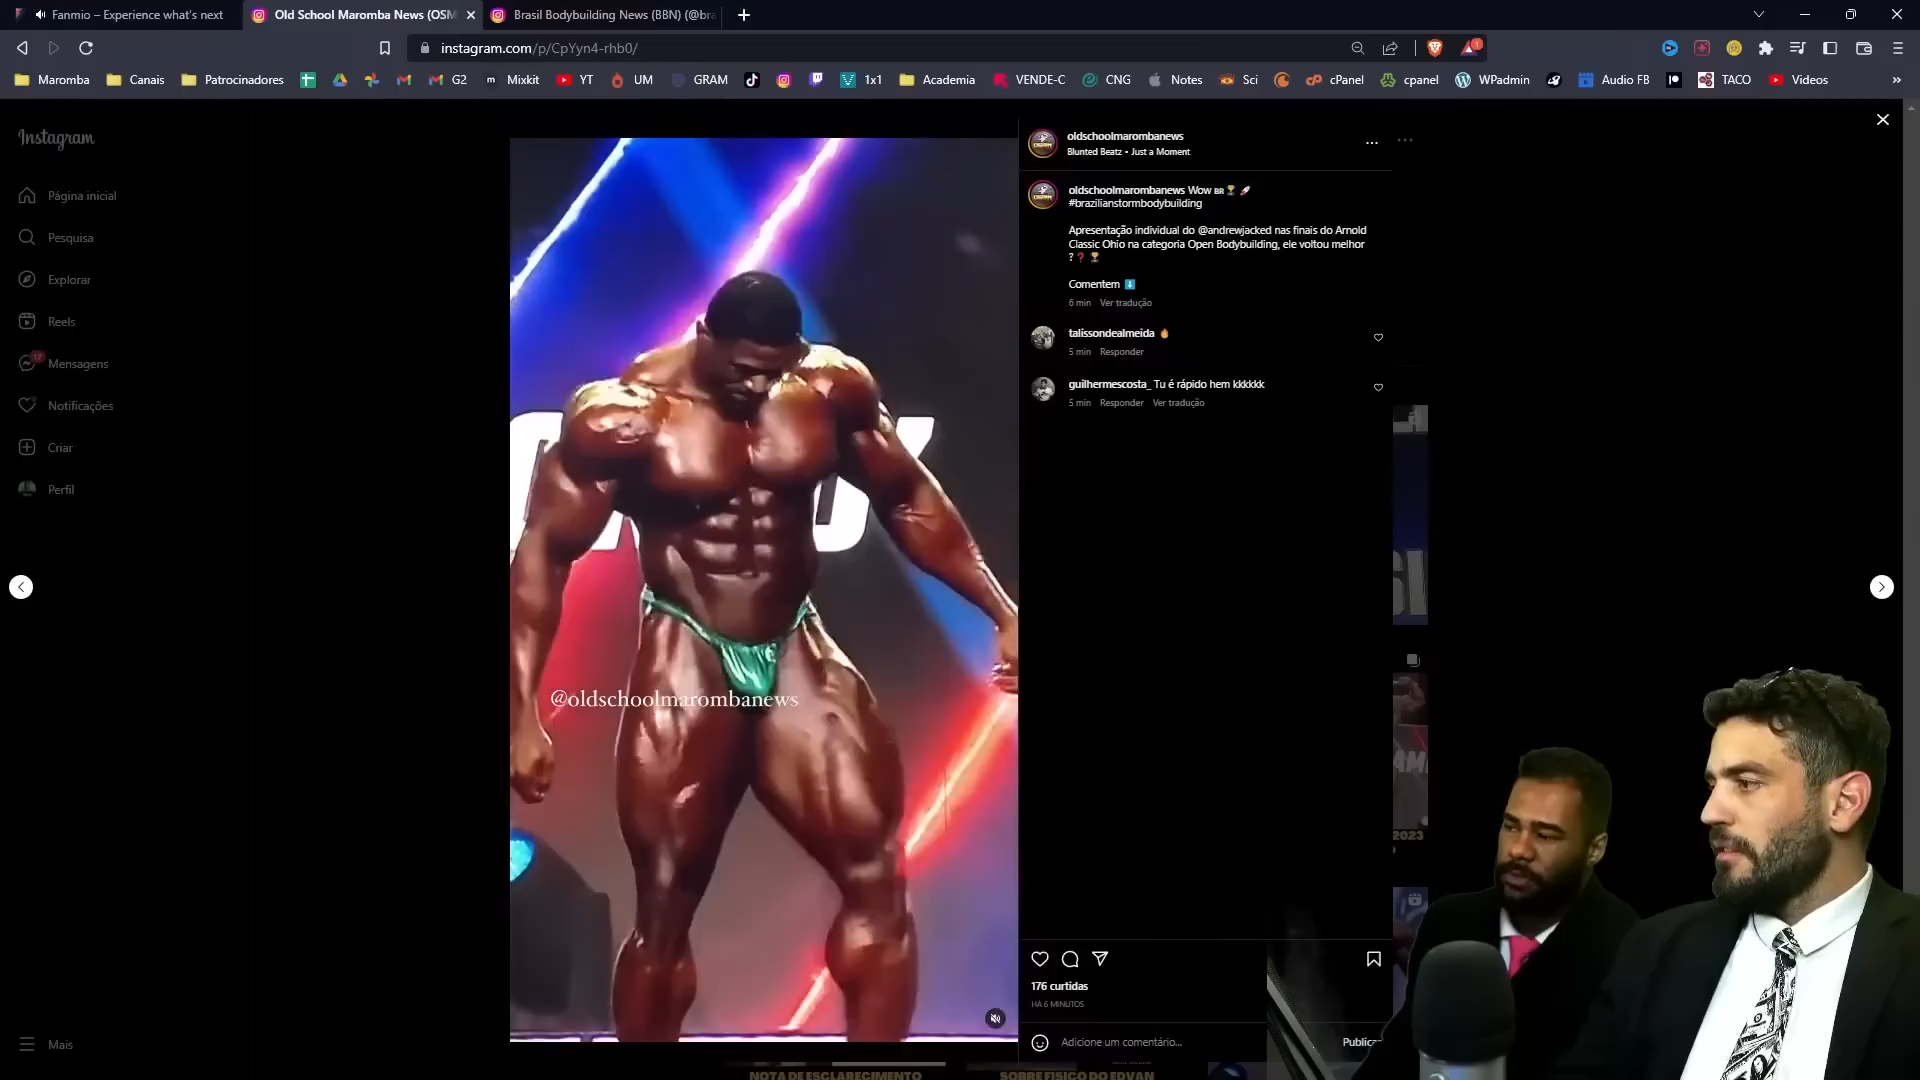 Fanmio – Experience what's next
Old School Maromba News (OSM
Brasil Bodybuilding News (BBN) (@bra
instagram.com/p/CpYyn4-rhb0/
1
Maromba
Canais
Patrocinadores
G2
Mixkit
YT
UM
GRAM
1x1
Academia
VENDE-C
CNG
Notes
Sci
cPanel
cpanel
WPadmin
Audio FB
TACO
Videos
Instagram
Página inicial
Pesquisa
Explorar
Reels
17
Mensagens
Notificações
Criar
Perfil
Mais
@oldschoolmarombanews
oldschoolmarombanews
Blunted Beatz • Just a Moment
oldschoolmarombanews Wow BR🏆🚀
#brazilianstormbodybuilding
Apresentação individual do @andrewjacked nas finais do Arnold
Classic Ohio na categoria Open Bodybuilding, ele voltou melhor
?❓🏆
Comentem ⬇️
6 min Ver tradução
talissondealmeida 🔥
5 min Responder
guilhermescosta_ Tu é rápido hem kkkkkk
5 min Responder Ver tradução
2023
176 curtidas
HÁ 6 MINUTOS
Adicione um comentário...
Publicar
NOTA DE ESCLARECIMENTO
SOBRE FISICO DO EDVAN